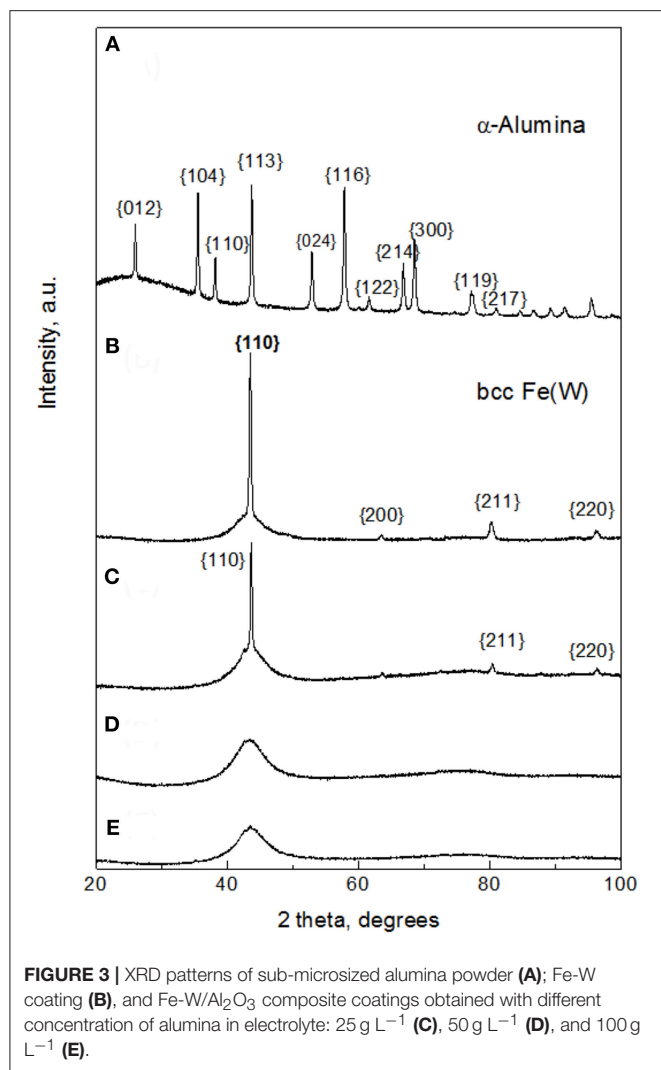 A
α-Alumina
{012}
{104}
{110}
{113}
{024}
{116}
{122}
{214}
{300}
{119}
{217}
B
{110}
bcc Fe(W)
{200}
{211}
{220}
C
{110}
{211}
{220}
D
E
Intensity, a.u.
20 40 60 80 100
2 theta, degrees
FIGURE 3 | XRD patterns of sub-microsized alumina powder (A); Fe-W
coating (B), and Fe-W/Al₂O₃ composite coatings obtained with different
concentration of alumina in electrolyte: 25 g L⁻¹ (C), 50 g L⁻¹ (D), and 100 g
L⁻¹ (E).